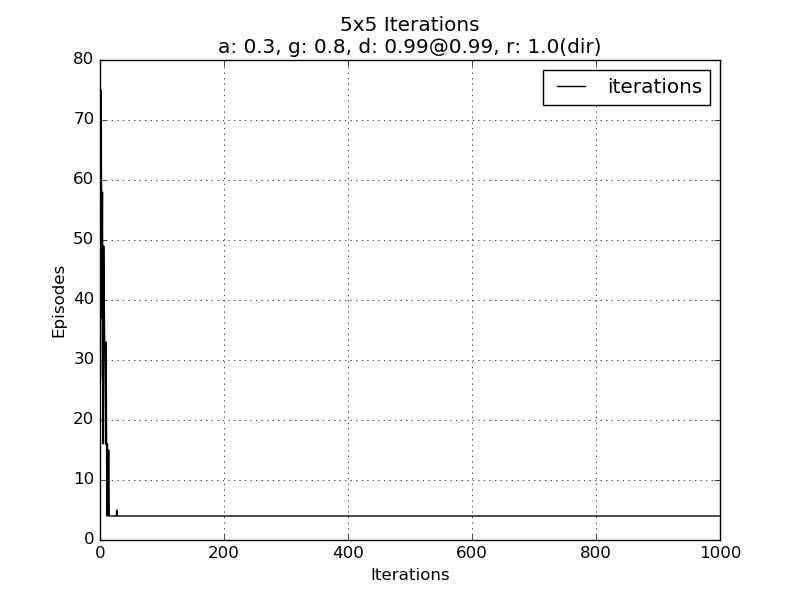 5x5 Iterations
a: 0.3, g: 0.8, d: 0.99@0.99, r: 1.0(dir)
iterations
80
70
60
50
40
30
20
10
0
Episodes
0 200 400 600 800 1000
Iterations